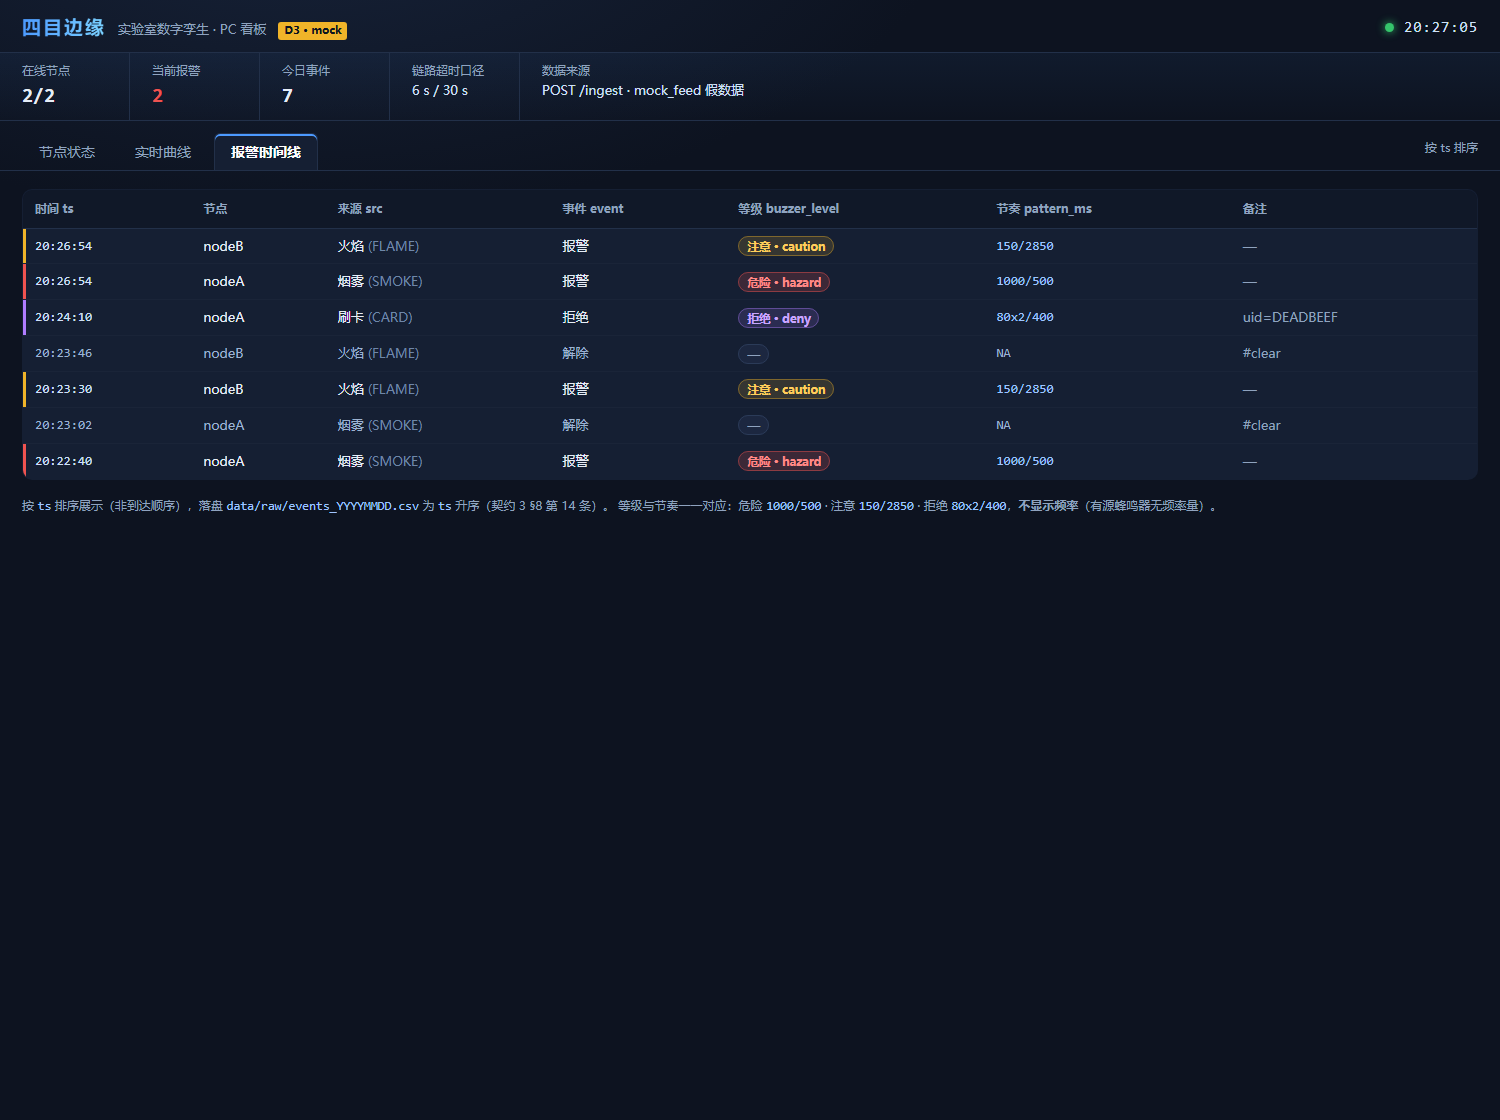 四目边缘 实验室数字孪生 · PC 看板 D3 • mock 20:27:05
在线节点 当前报警 今日事件 链路超时口径 数据来源
2/2 2 7 6 s / 30 s POST /ingest · mock_feed 假数据
节点状态 实时曲线 报警时间线 按 ts 排序
时间 ts 节点 来源 src 事件 event 等级 buzzer_level 节奏 pattern_ms 备注
20:26:54 nodeB 火焰 (FLAME) 报警 注意 • caution 150/2850 —
20:26:54 nodeA 烟雾 (SMOKE) 报警 危险 • hazard 1000/500 —
20:24:10 nodeA 刷卡 (CARD) 拒绝 拒绝 • deny 80x2/400 uid=DEADBEEF
20:23:46 nodeB 火焰 (FLAME) 解除 — NA #clear
20:23:30 nodeB 火焰 (FLAME) 报警 注意 • caution 150/2850 —
20:23:02 nodeA 烟雾 (SMOKE) 解除 — NA #clear
20:22:40 nodeA 烟雾 (SMOKE) 报警 危险 • hazard 1000/500 —
按 ts 排序展示（非到达顺序），落盘 data/raw/events_YYYYMMDD.csv 为 ts 升序（契约 3 §8 第 14 条）。 等级与节奏一一对应：危险 1000/500 · 注意 150/2850 · 拒绝 80x2/400，不显示频率（有源蜂鸣器无频率量）。